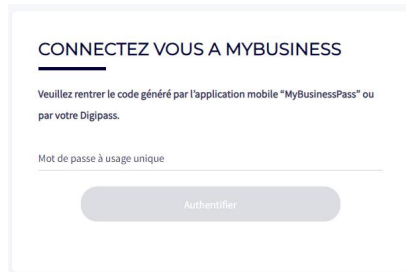 CONNECTEZ VOUS A MYBUSINESS
Veuillez rentrer le code généré par l'application mobile “MyBusinessPass” ou
par votre Digipass.
Mot de passe à usage unique
Authentifier